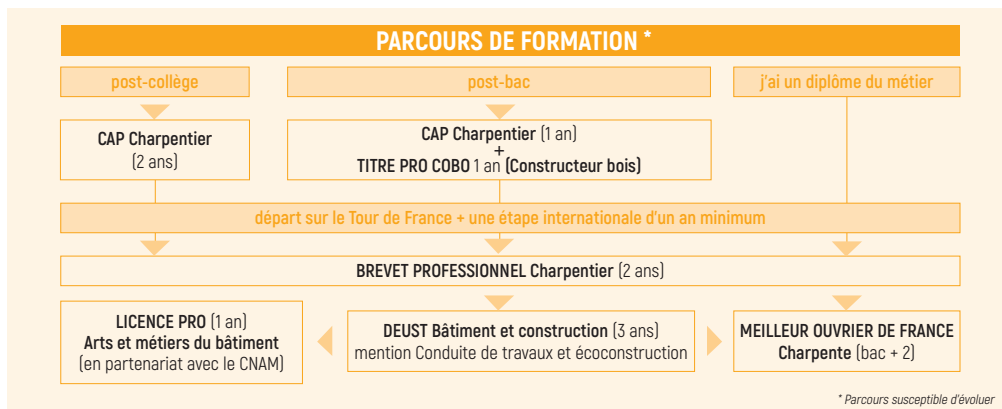 PARCOURS DE FORMATION *
post-collège
post-bac
j'ai un diplôme du métier
CAP Charpentier
(2 ans)
CAP Charpentier (1 an)
+
TITRE PRO COBO 1 an (Constructeur bois)
départ sur le Tour de France + une étape internationale d'un an minimum
BREVET PROFESSIONNEL Charpentier (2 ans)
LICENCE PRO (1 an)
Arts et métiers du bâtiment
(en partenariat avec le CNAM)
DEUST Bâtiment et construction (3 ans)
mention Conduite de travaux et écoconstruction
MEILLEUR OUVRIER DE FRANCE
Charpente (bac + 2)
* Parcours susceptible d'évoluer